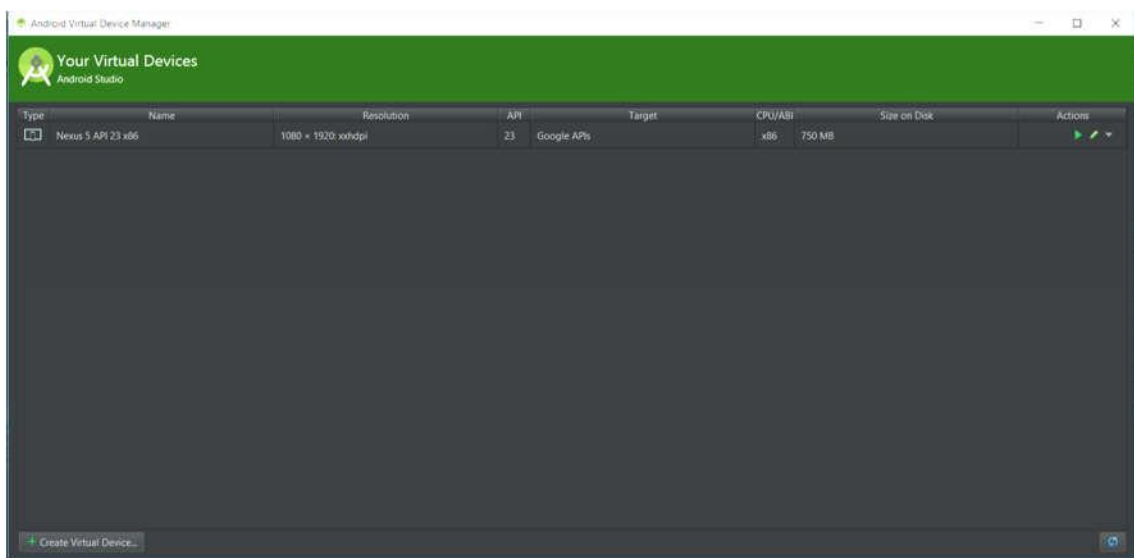 Android Virtual Device Manager
Your Virtual Devices
Android Studio
Type Name Resolution API Target CPU/ABI Size on Disk Actions
Nexus 5 API 23 x86 1080 × 1920: xxhdpi 23 Google APIs x86 750 MB
+ Create Virtual Device...